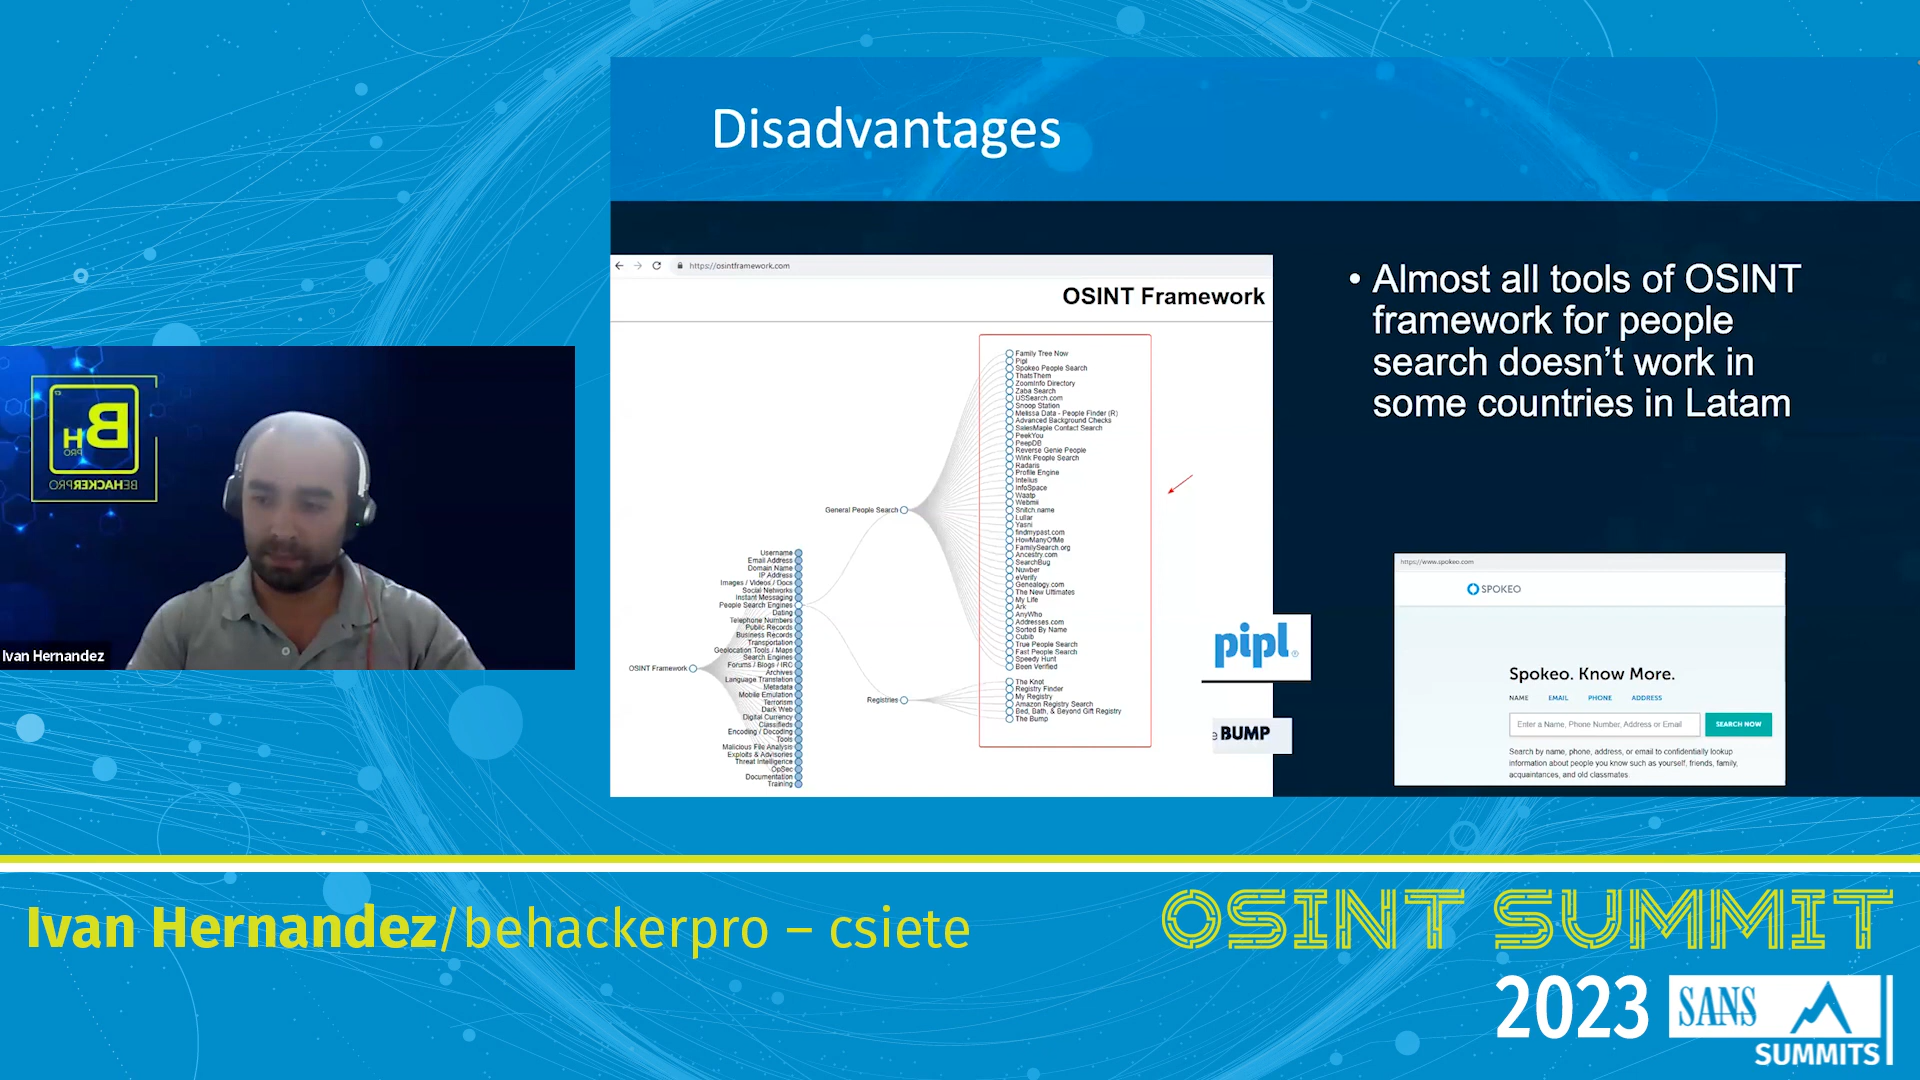 Disadvantages
https://osintframework.com
OSINT Framework
Family Tree Now
Pipl
Spokeo People Search
ThatsThem
ZoomInfo Directory
Zaba Search
USSearch.com
Snoop Station
Melissa Data - People Finder (R)
Advanced Background Checks
SalesMaple Contact Search
PeekYou
PeepDB
Reverse Genie People
Wink People Search
Radaris
Profile Engine
Intelius
InfoSpace
Waatp
Webmii
Snitch.name
Lullar
Yasni
findmypast.com
HowManyOfMe
FamilySearch.org
Ancestry.com
SearchBug
Nuwber
eVerify
Genealogy.com
The New Ultimates
My Life
Ark
AnyWho
Addresses.com
Sorted By Name
Cubib
True People Search
Fast People Search
Speedy Hunt
Been Verified
The Knot
Registry Finder
My Registry
Amazon Registry Search
Bed, Bath, & Beyond Gift Registry
The Bump
General People Search
Registries
Username
Email Address
Domain Name
IP Address
Images / Videos / Docs
Social Networks
Instant Messaging
People Search Engines
Dating
Telephone Numbers
Public Records
Business Records
Transportation
Geolocation Tools / Maps
Search Engines
Forums / Blogs / IRC
Archives
Language Translation
Metadata
Mobile Emulation
Terrorism
Dark Web
Digital Currency
Classifieds
Encoding / Decoding
Tools
Malicious File Analysis
Exploits & Advisories
Threat Intelligence
OpSec
Documentation
Training
OSINT Framework
pipl
e BUMP
• Almost all tools of OSINT
framework for people
search doesn’t work in
some countries in Latam
https://www.spokeo.com
SPOKEO
Spokeo. Know More.
NAME EMAIL PHONE ADDRESS
Enter a Name, Phone Number, Address or Email
SEARCH NOW
Search by name, phone, address, or email to confidentially lookup
information about people you know such as yourself, friends, family,
acquaintances, and old classmates.
BH
PRO
BEHACKERPRO
Ivan Hernandez
Ivan Hernandez/behackerpro – csiete
OSINT SUMMIT
2023
SANS
SUMMITS